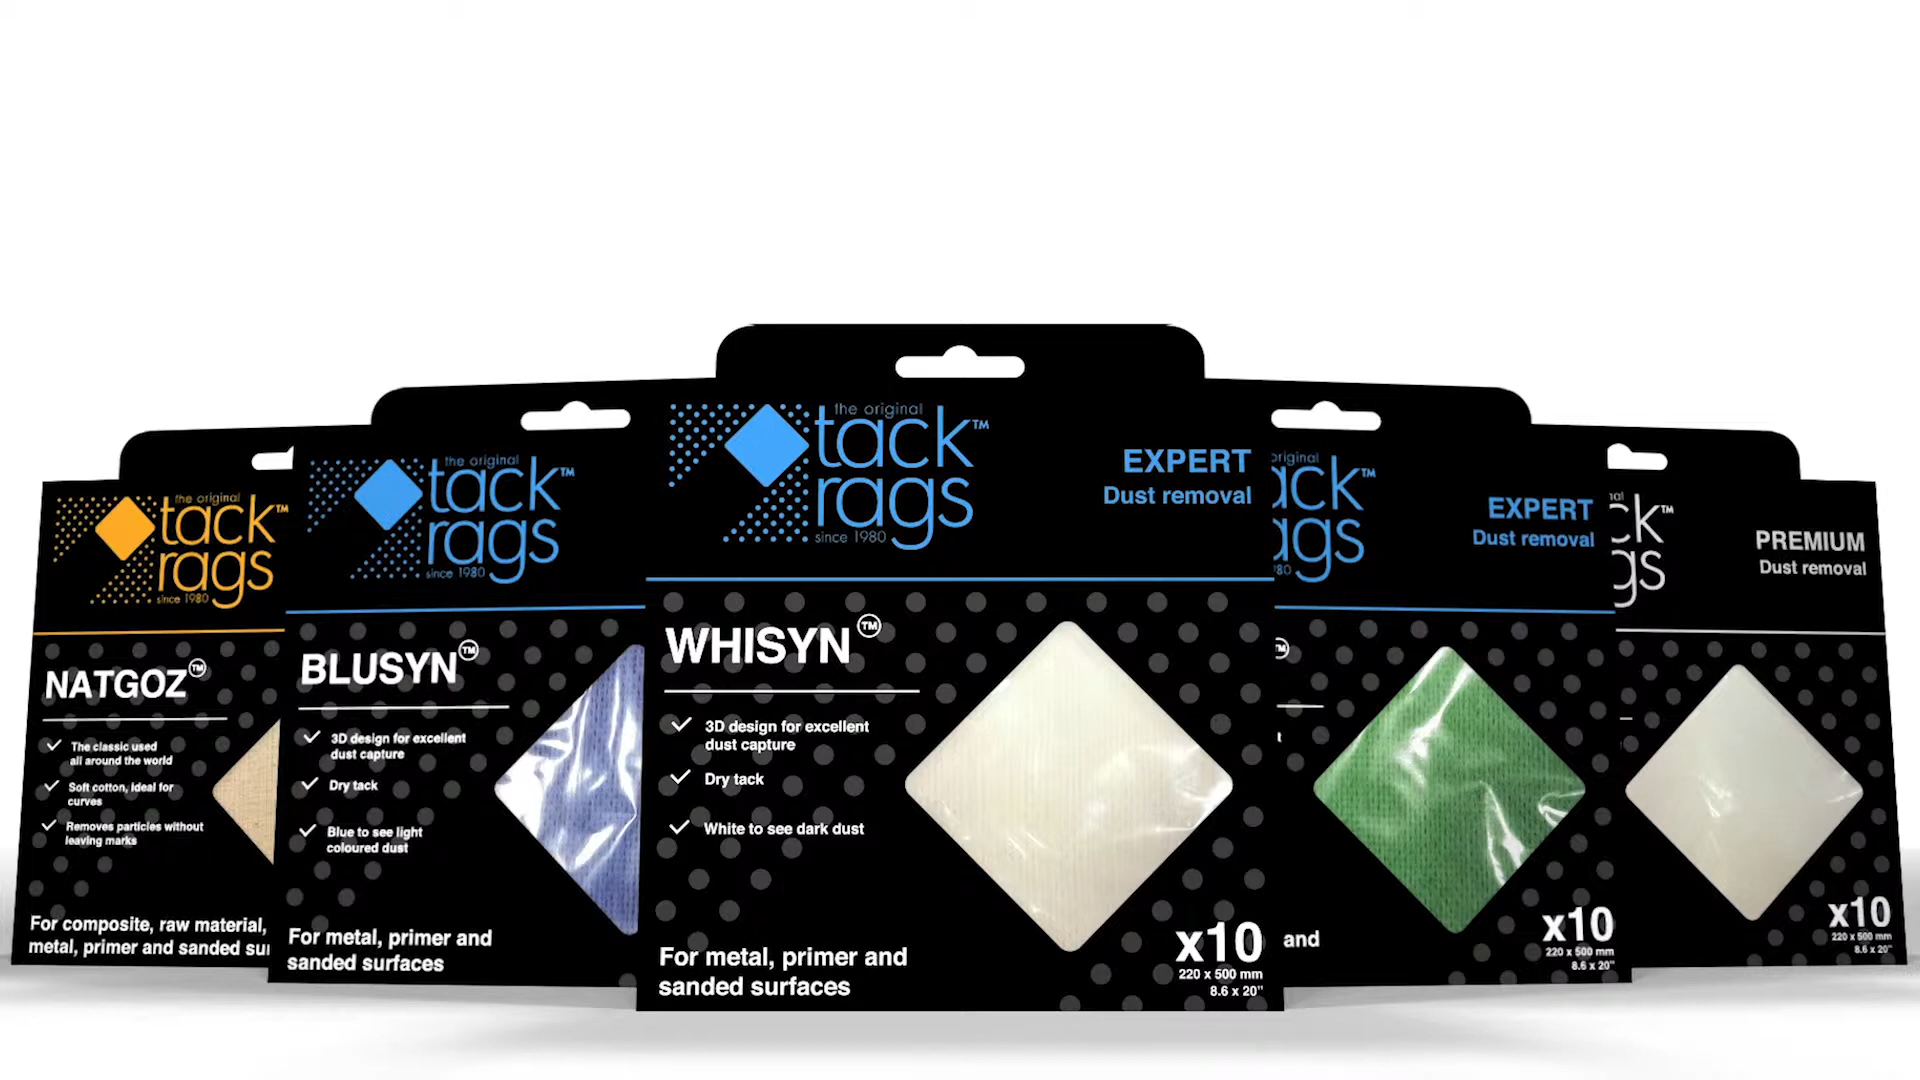 the original
tack™
rags
since 1980
NATGOZ™
The classic used
all around the world
Soft cotton, ideal for
curves
Removes particles without
leaving marks
For composite, raw material,
metal, primer and sanded
the original
tack™
rags
since 1980
BLUSYN™
3D design for excellent
dust capture
Dry tack
Blue to see light
coloured dust
For metal, primer and
sanded surfaces
the original
tack™
rags
since 1980
EXPERT
Dust removal
WHISYN™
3D design for excellent
dust capture
Dry tack
White to see dark dust
For metal, primer and
sanded surfaces
x10
220 x 500 mm
8.6 x 20"
EXPERT
Dust removal
and
x10
220 x 500 mm
8.6 x 20"
PREMIUM
Dust removal
x10
220 x 500 mm
8.6 x 20"